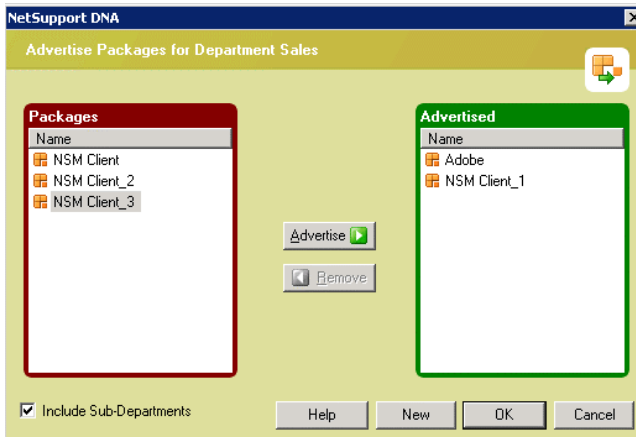 NetSupport DNA
Advertise Packages for Department Sales
Packages
Name
NSM Client
NSM Client_2
NSM Client_3
Advertise
Remove
Advertised
Name
Adobe
NSM Client_1
Include Sub-Departments
Help
New
OK
Cancel